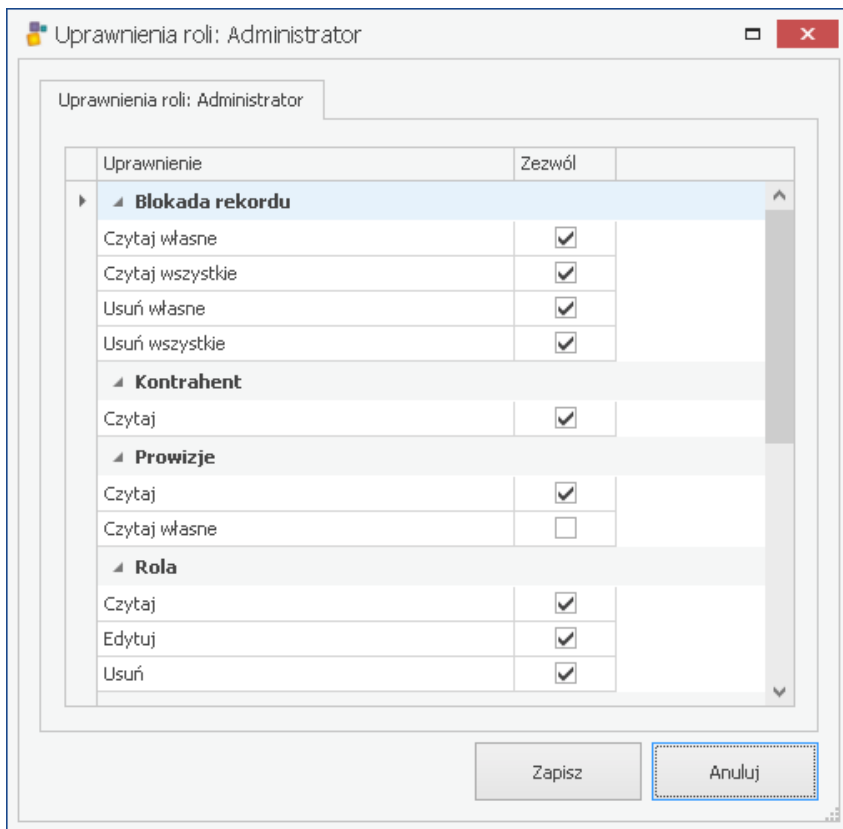 Uprawnienia roli: Administrator
Uprawnienia roli: Administrator
Uprawnienie Zezwól
Blokada rekordu
Czytaj własne
Czytaj wszystkie
Usuń własne
Usuń wszystkie
Kontrahent
Czytaj
Prowizje
Czytaj
Czytaj własne
Rola
Czytaj
Edytuj
Usuń
Zapisz Anuluj